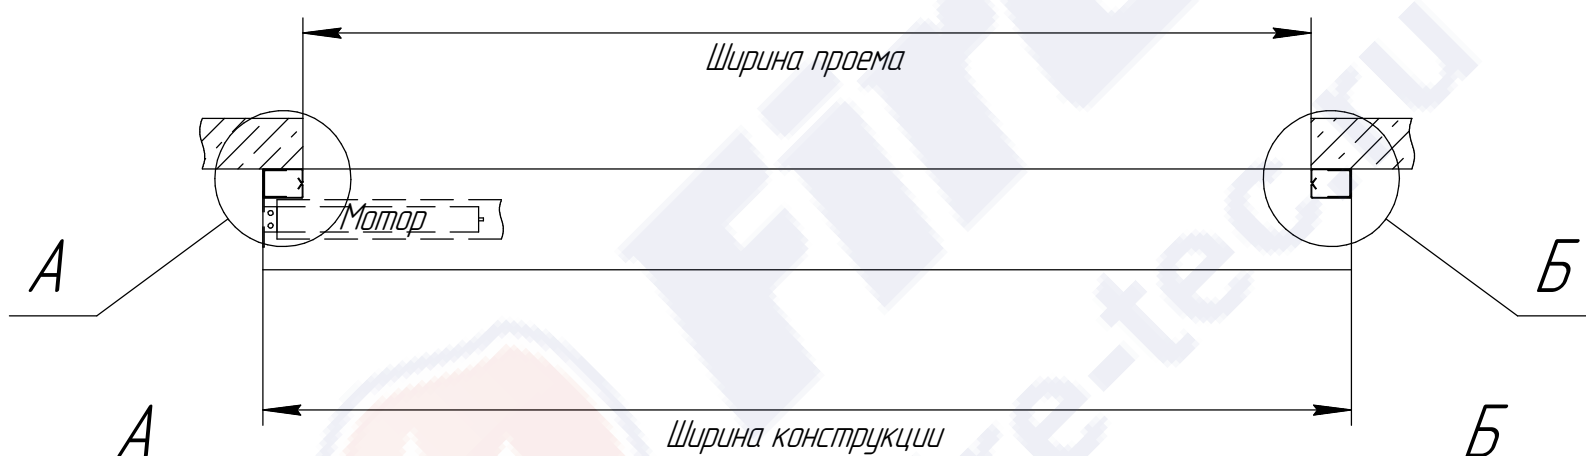 Ширина проема
Мотор
А
Б
Ширина конструкции
А
Б